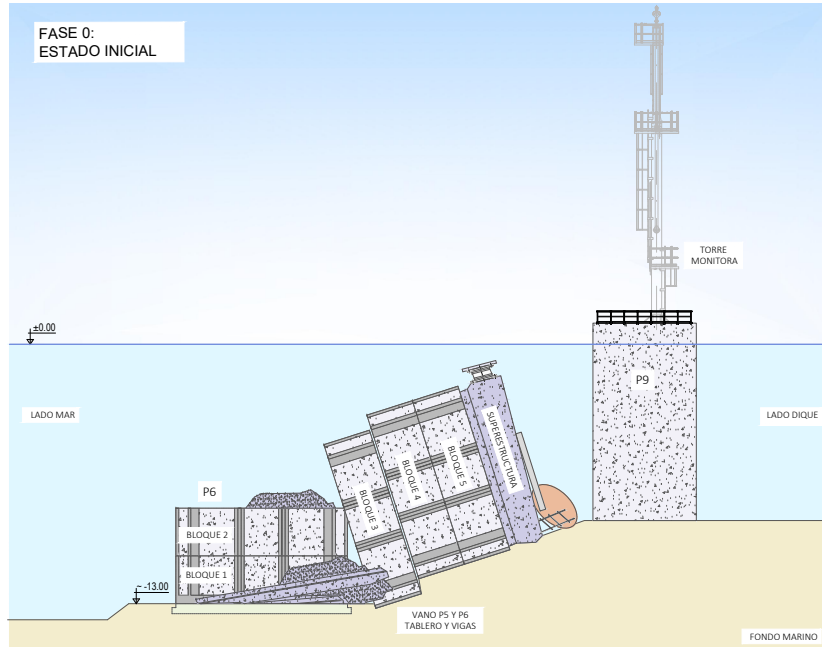 FASE 0:
ESTADO INICIAL
TORRE
MONITORA
±0.00
P9
LADO MAR
LADO DIQUE
SUPERESTRUCTURA
BLOQUE 5
BLOQUE 4
BLOQUE 3
P6
BLOQUE 2
BLOQUE 1
~ -13.00
VANO P5 Y P6
TABLERO Y VIGAS
FONDO MARINO